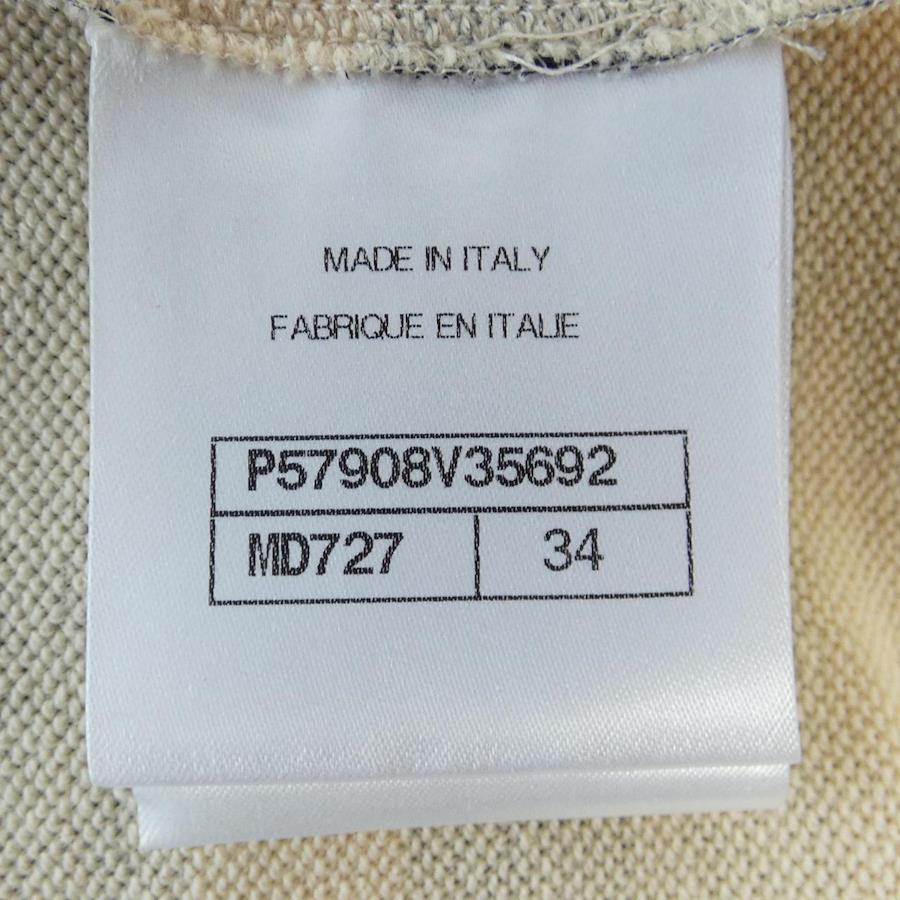 MADE IN ITALY
FABRIQUE EN ITALIE
P57908V35692
MD727 34